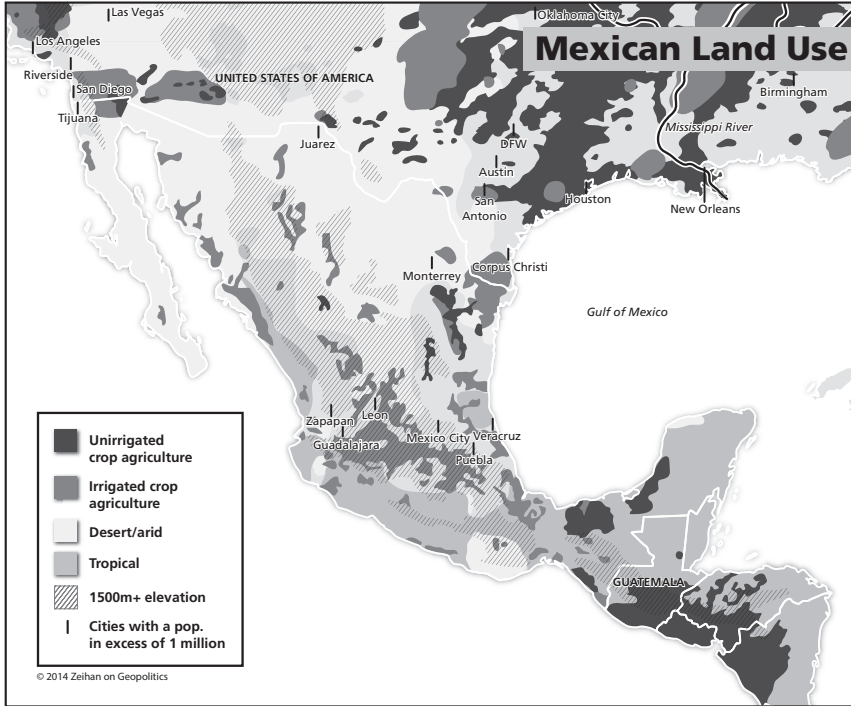 Mexican Land Use
Las Vegas
Oklahoma City
Los Angeles
Riverside
UNITED STATES OF AMERICA
San Diego
Birmingham
Tijuana
Mississippi River
Juarez
DFW
Austin
San
Antonio
Houston
New Orleans
Monterrey
Corpus Christi
Gulf of Mexico
Zapapan
Leon
Guadalajara
Mexico City
Veracruz
Puebla
GUATEMALA
Unirrigated
crop agriculture
Irrigated crop
agriculture
Desert/arid
Tropical
1500m+ elevation
Cities with a pop.
in excess of 1 million
© 2014 Zeihan on Geopolitics